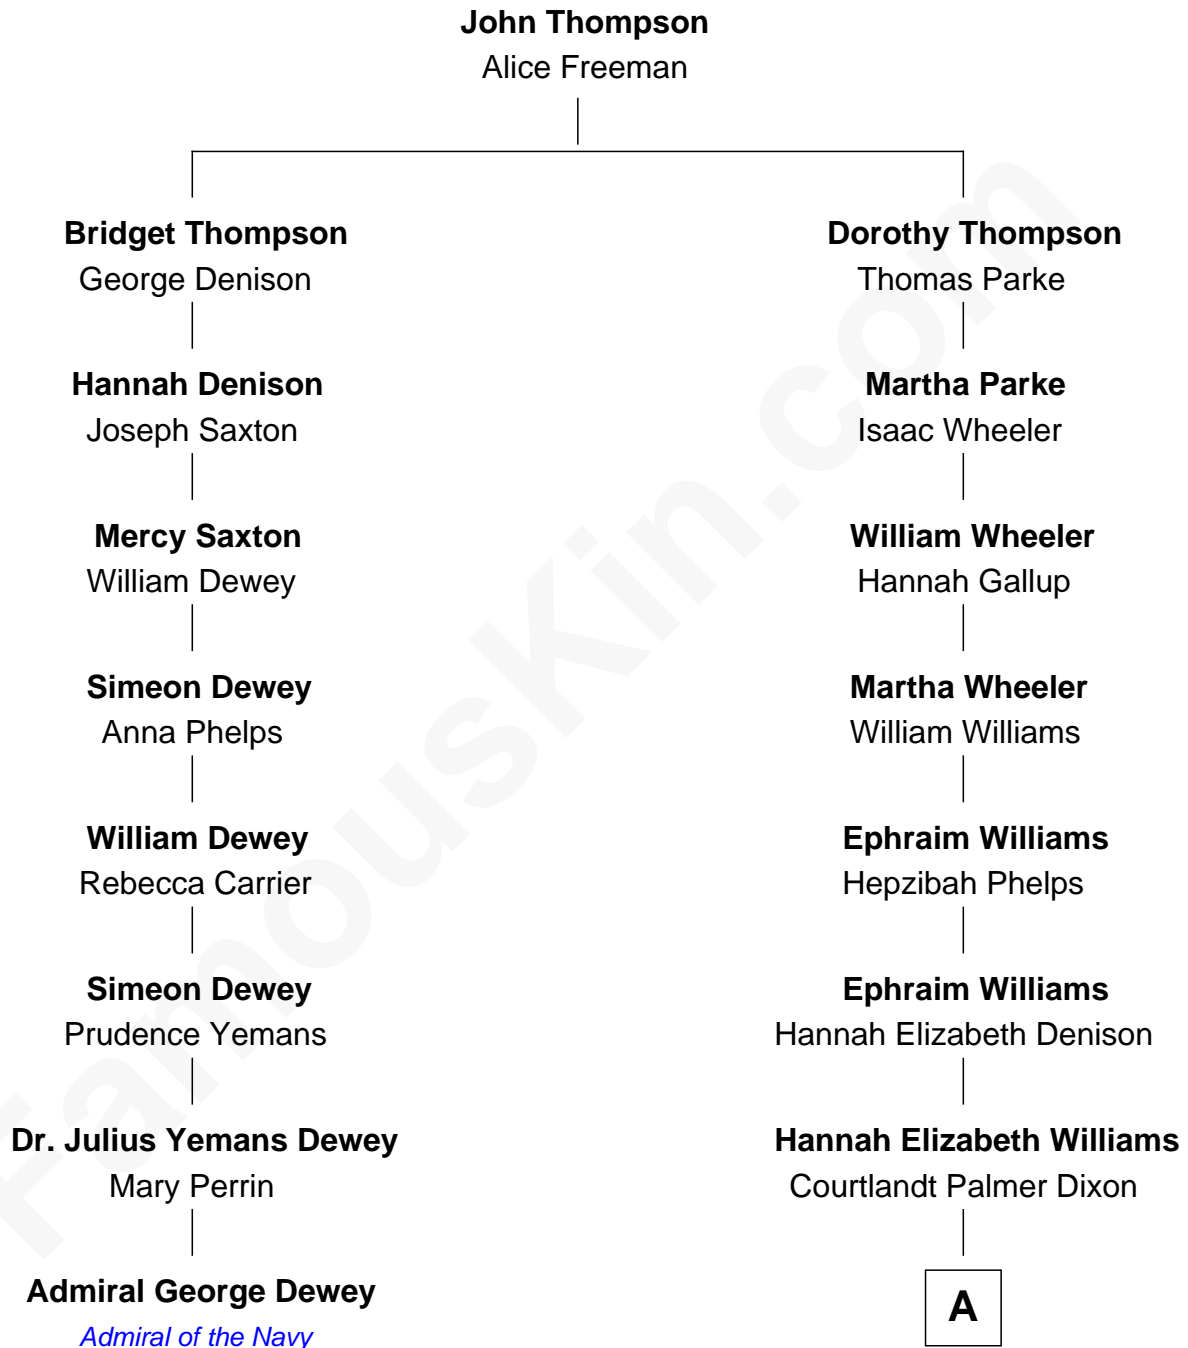 John Thompson
Alice Freeman
Bridget Thompson
George Denison
Dorothy Thompson
Thomas Parke
Hannah Denison
Joseph Saxton
Martha Parke
Isaac Wheeler
Mercy Saxton
William Dewey
William Wheeler
Hannah Gallup
Simeon Dewey
Anna Phelps
Martha Wheeler
William Williams
William Dewey
Rebecca Carrier
Ephraim Williams
Hepzibah Phelps
Simeon Dewey
Prudence Yemans
Ephraim Williams
Hannah Elizabeth Denison
Dr. Julius Yemans Dewey
Mary Perrin
Hannah Elizabeth Williams
Courtlandt Palmer Dixon
Admiral George Dewey
Admiral of the Navy
A
FamousKin.com